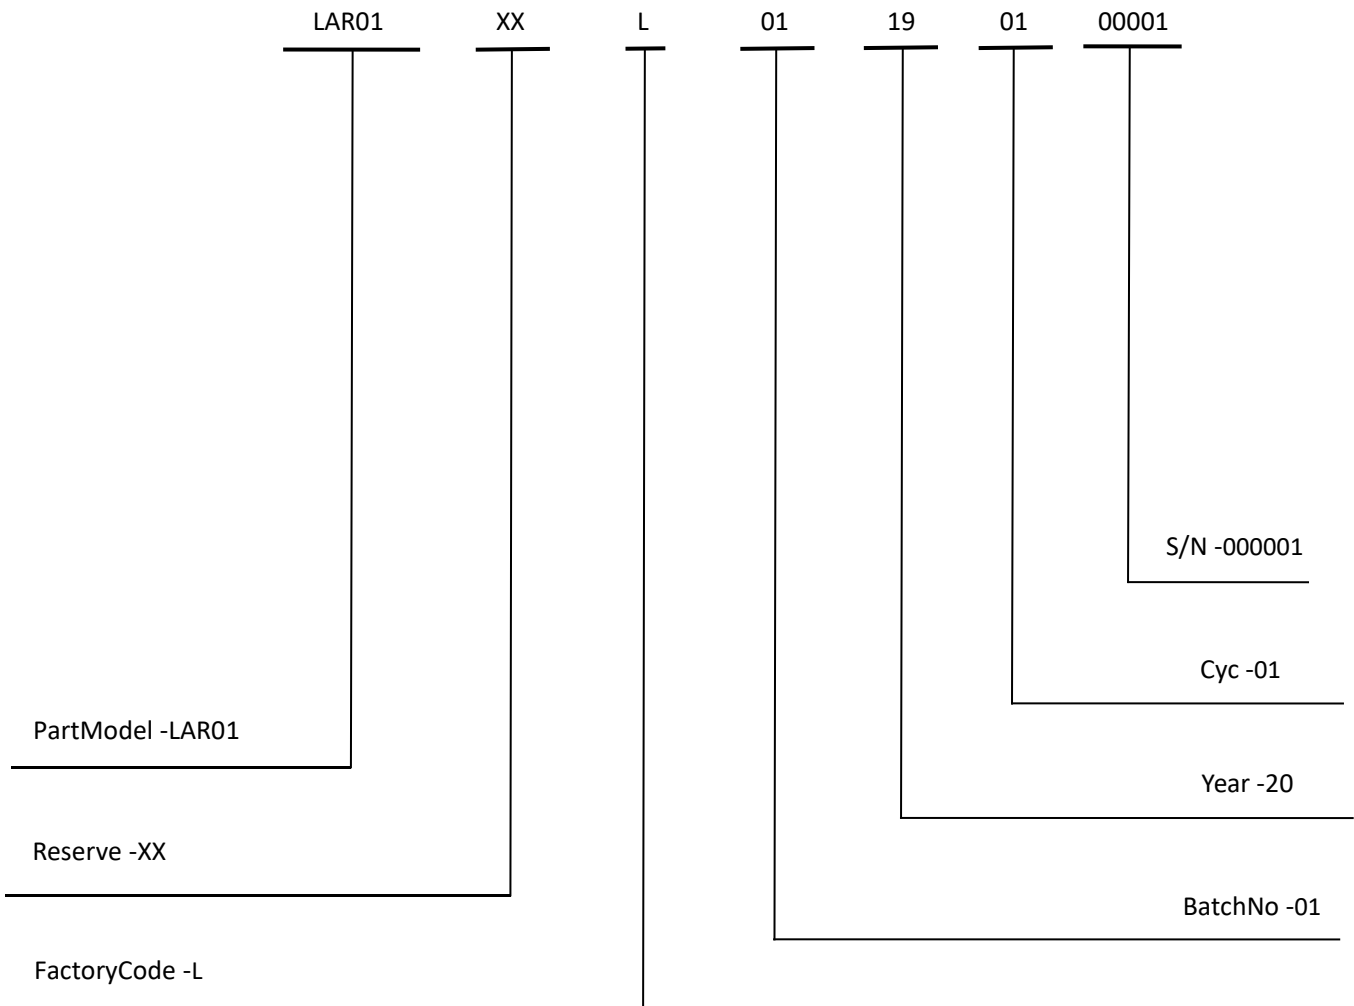 LAR01 XX L 01 19 01 00001
S/N -000001
Cyc -01
PartModel -LAR01
Year -20
Reserve -XX
BatchNo -01
FactoryCode -L